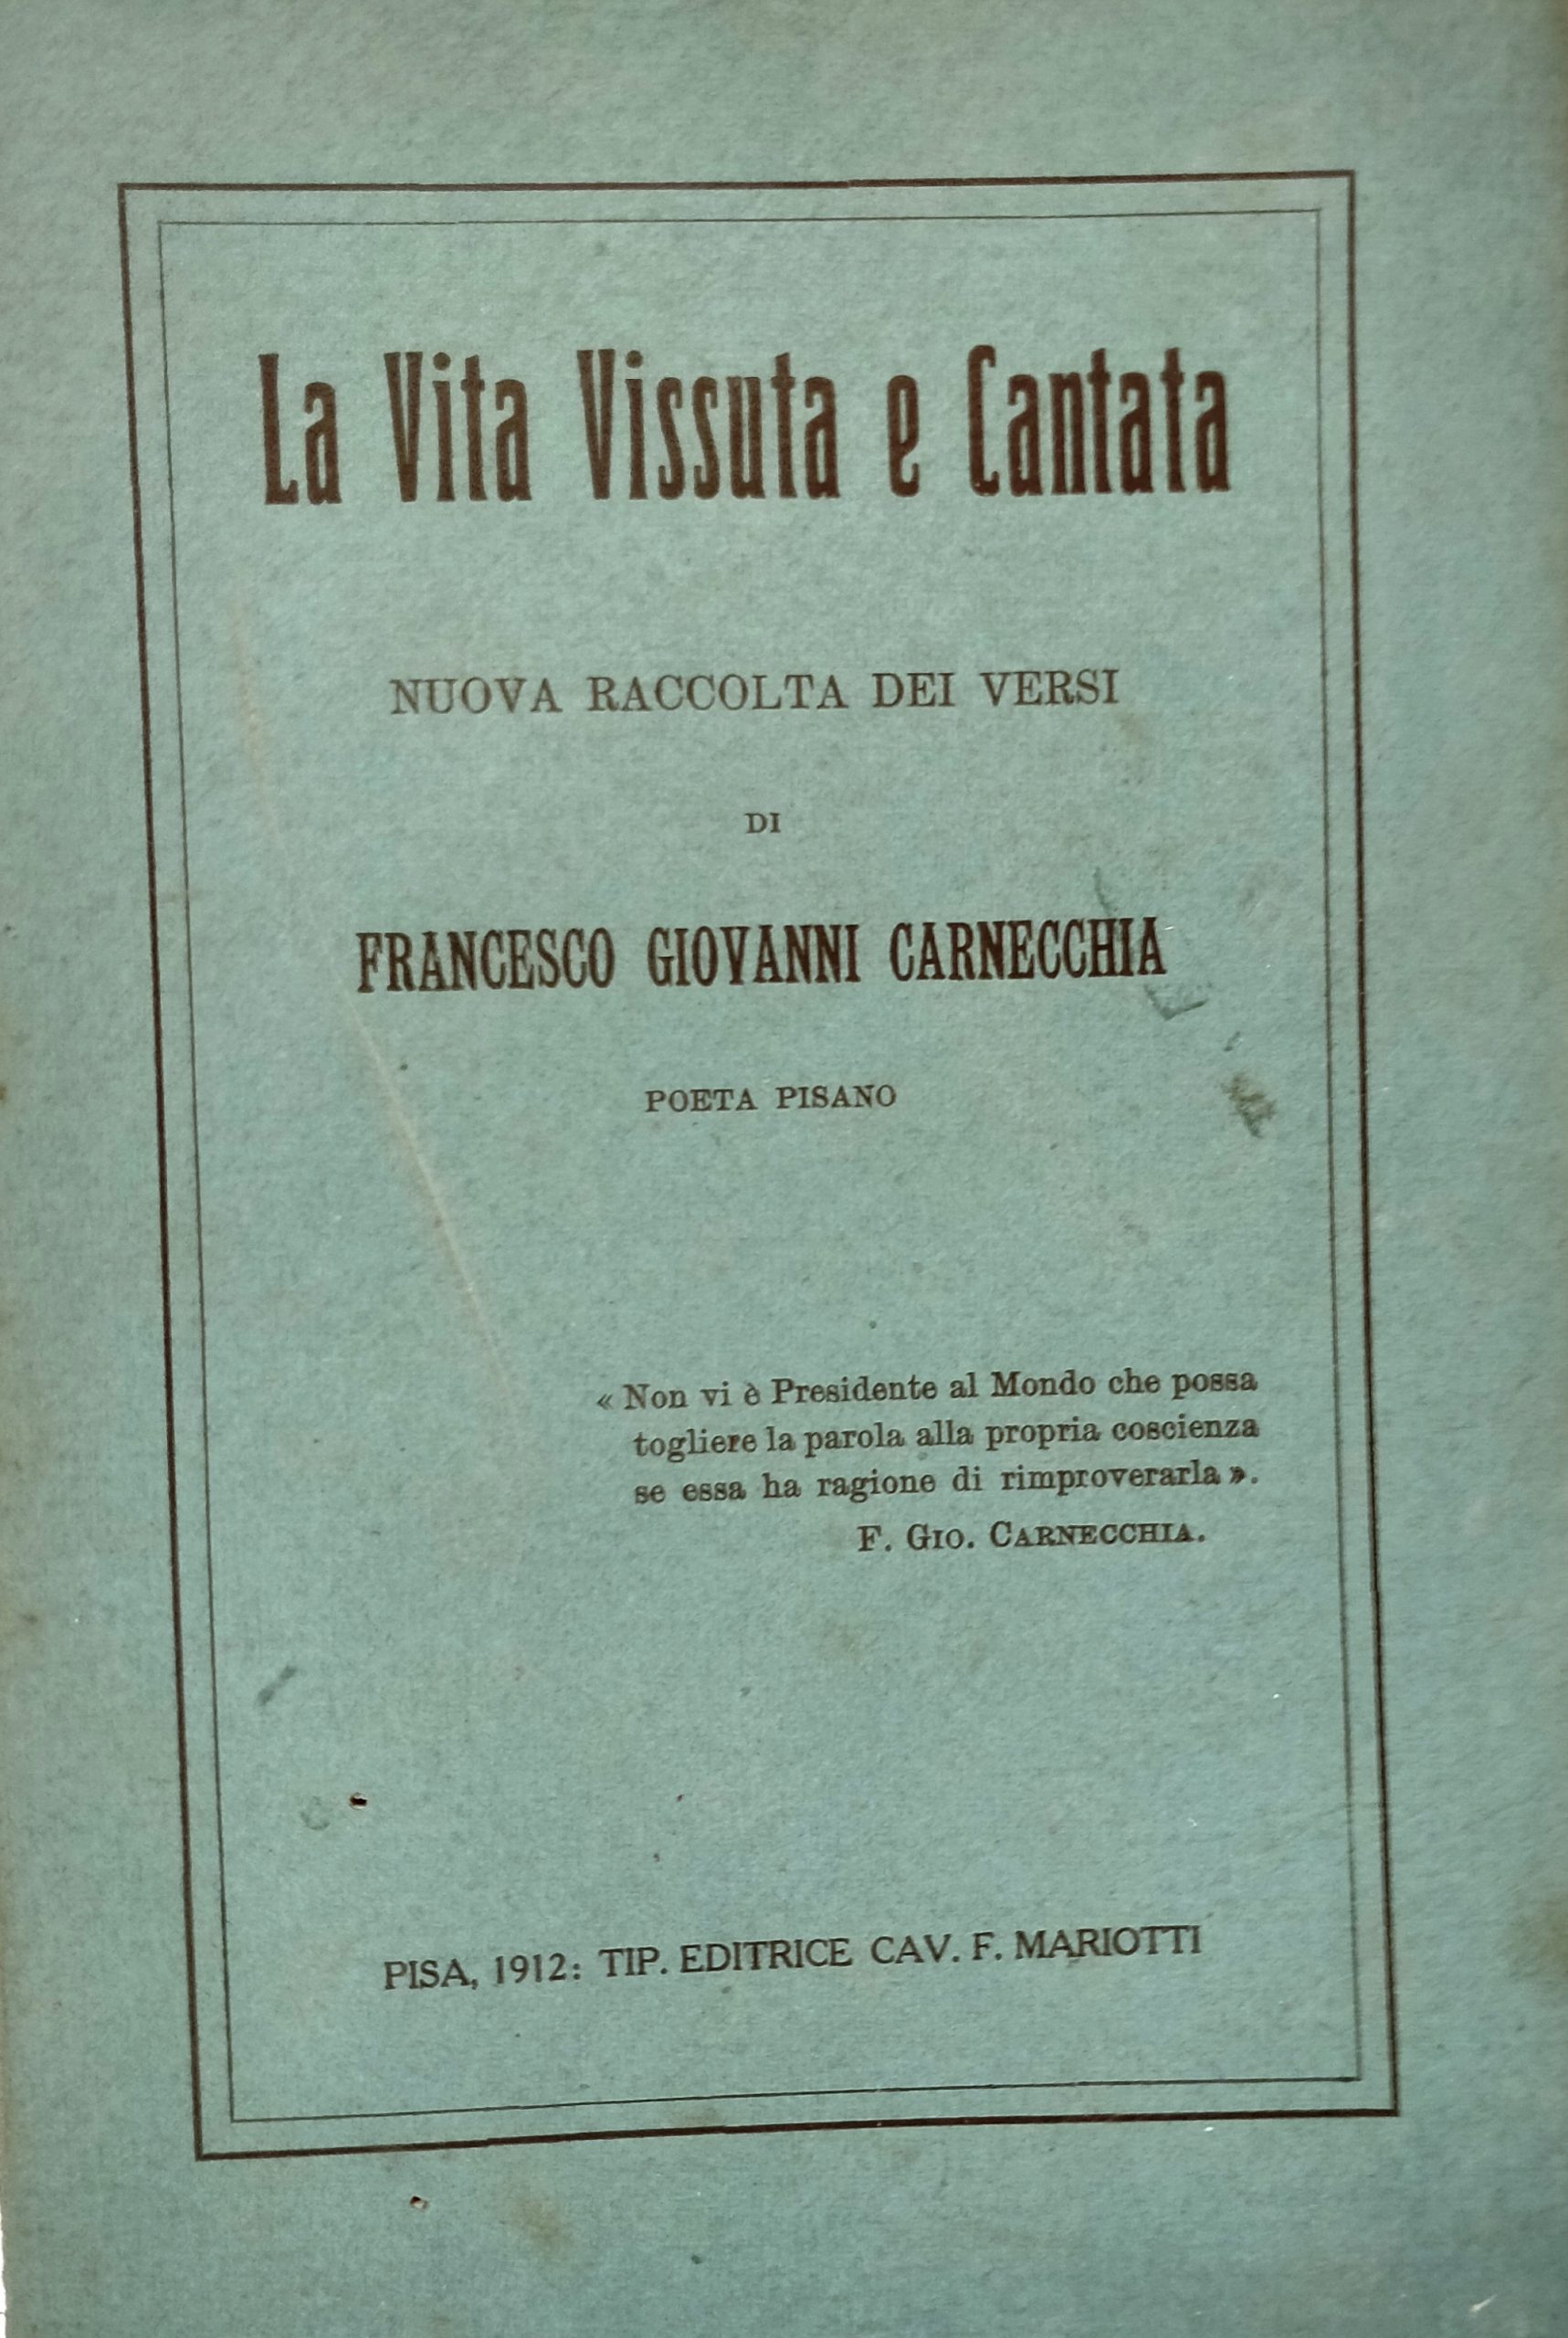 La Vita Vissuta e Cantata
NUOVA RACCOLTA DEI VERSI
DI
FRANCESCO GIOVANNI CARNECCHIA
POETA PISANO
« Non vi è Presidente al Mondo che possa
togliere la parola alla propria coscienza
se essa ha ragione di rimproverarla ».
F. GIO. CARNECCHIA.
PISA, 1912: TIP. EDITRICE CAV. F. MARIOTTI